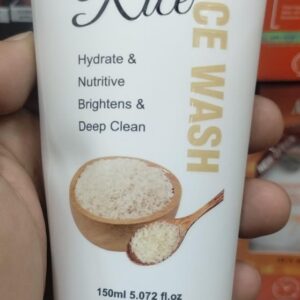 Rice
CE WASH
Hydrate &
Nutritive
Brightens &
Deep Clean
150ml 5.072 fl.oz